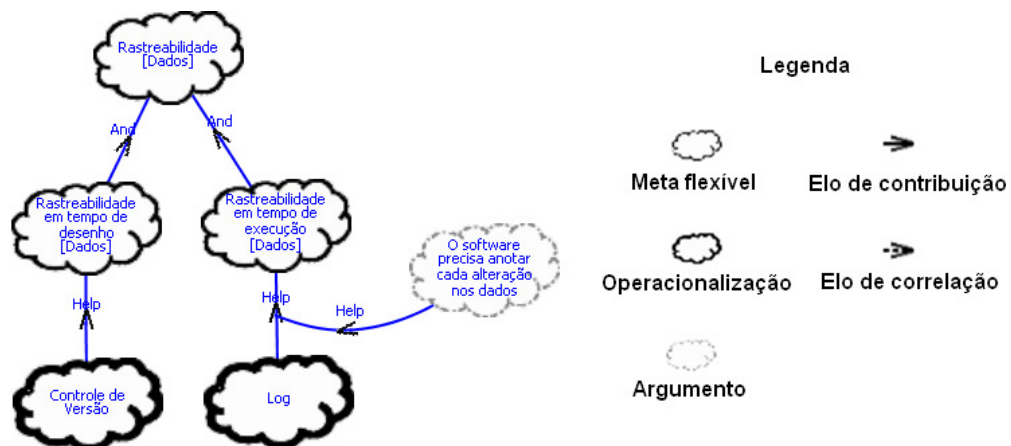 Rastreabilidade
[Dados]
And
And
Rastreabilidade
em tempo de
desenho
[Dados]
Rastreabilidade
em tempo de
execução
[Dados]
O software
precisa anotar
cada alteração
nos dados
Help
Help
Help
Controle de
Versão
Log
Legenda
Meta flexível
Elo de contribuição
Operacionalização
Elo de correlação
Argumento